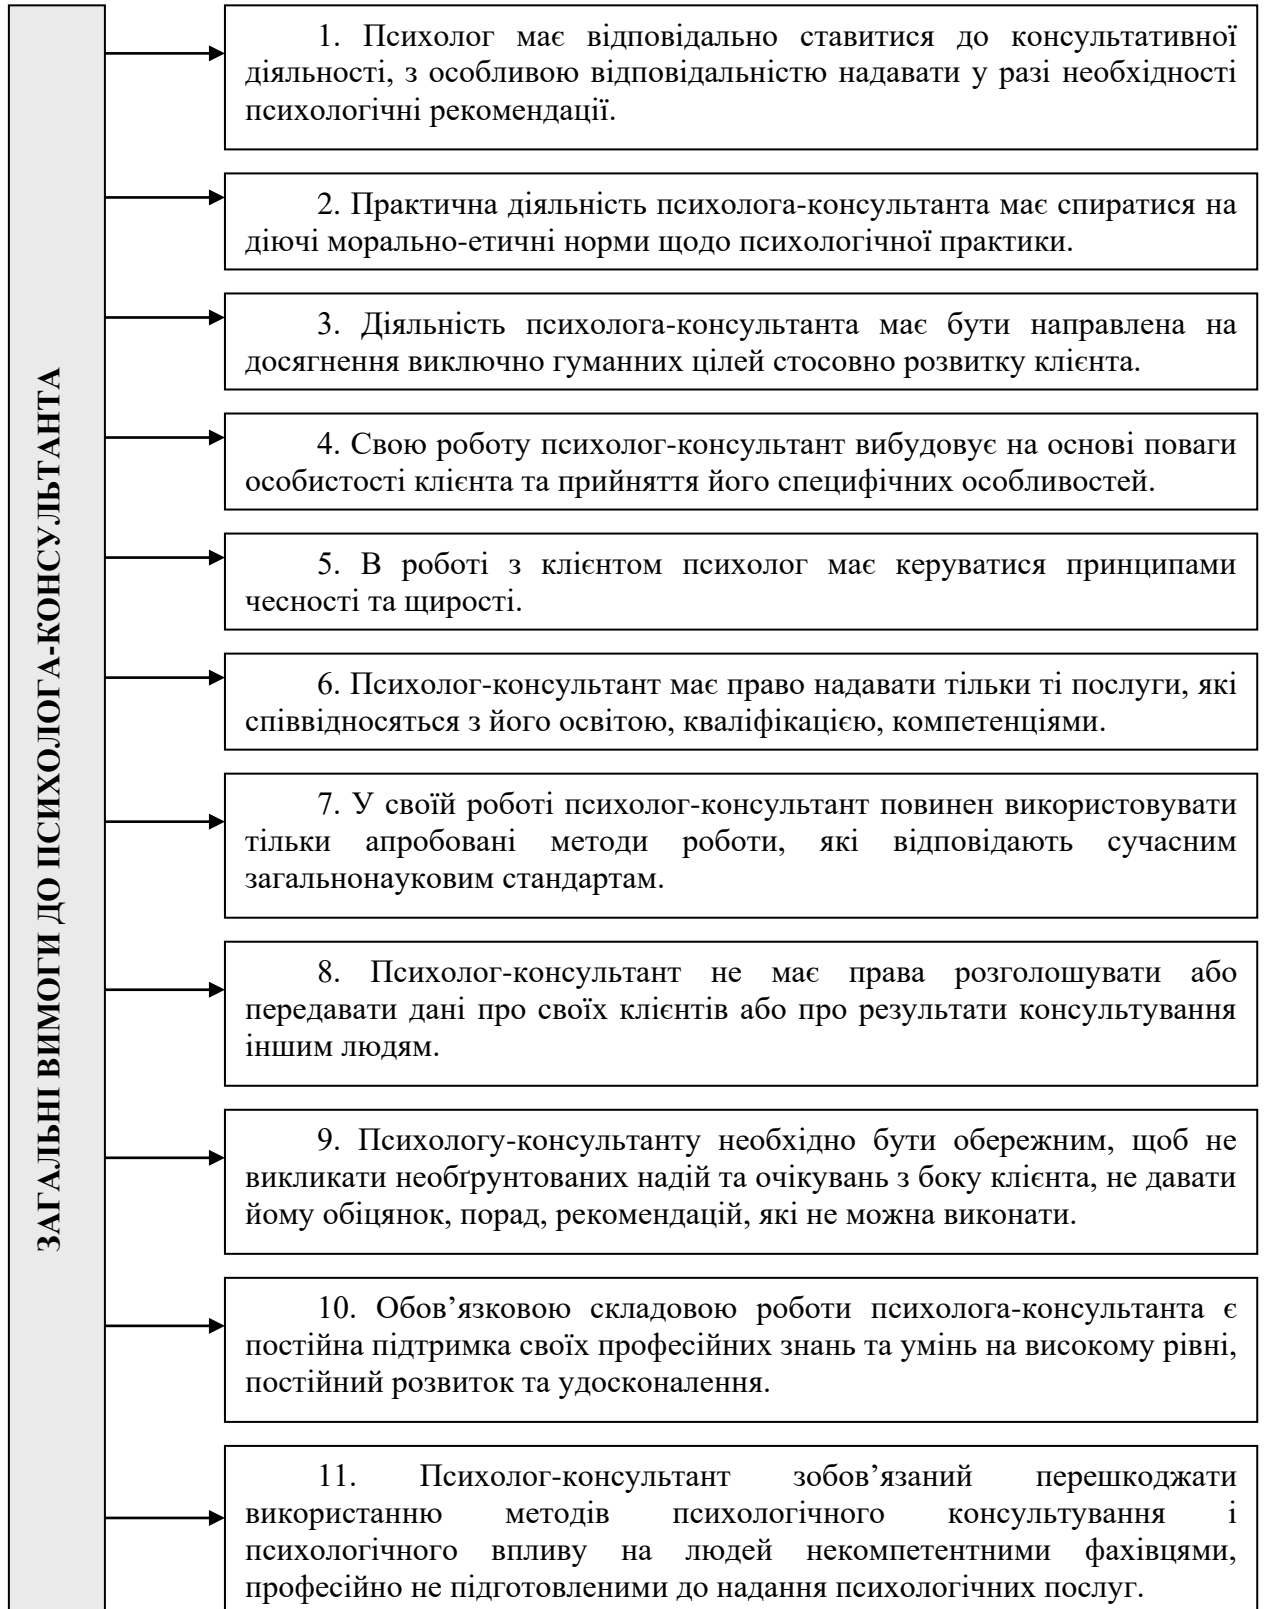 ЗАГАЛЬНІ ВИМОГИ ДО ПСИХОЛОГА-КОНСУЛЬТАНТА
1. Психолог має відповідально ставитися до консультативної
діяльності, з особливою відповідальністю надавати у разі необхідності
психологічні рекомендації.
2. Практична діяльність психолога-консультанта має спиратися на
діючі морально-етичні норми щодо психологічної практики.
3. Діяльність психолога-консультанта має бути направлена на
досягнення виключно гуманних цілей стосовно розвитку клієнта.
4. Свою роботу психолог-консультант вибудовує на основі поваги
особистості клієнта та прийняття його специфічних особливостей.
5. В роботі з клієнтом психолог має керуватися принципами
чесності та щирості.
6. Психолог-консультант має право надавати тільки ті послуги, які
співвідносяться з його освітою, кваліфікацією, компетенціями.
7. У своїй роботі психолог-консультант повинен використовувати
тільки апробовані методи роботи, які відповідають сучасним
загальнонауковим стандартам.
8. Психолог-консультант не має права розголошувати або
передавати дані про своїх клієнтів або про результати консультування
іншим людям.
9. Психологу-консультанту необхідно бути обережним, щоб не
викликати необґрунтованих надій та очікувань з боку клієнта, не давати
йому обіцянок, порад, рекомендацій, які не можна виконати.
10. Обов’язковою складовою роботи психолога-консультанта є
постійна підтримка своїх професійних знань та умінь на високому рівні,
постійний розвиток та удосконалення.
11. Психолог-консультант зобов’язаний перешкоджати
використанню методів психологічного консультування і
психологічного впливу на людей некомпетентними фахівцями,
професійно не підготовленими до надання психологічних послуг.